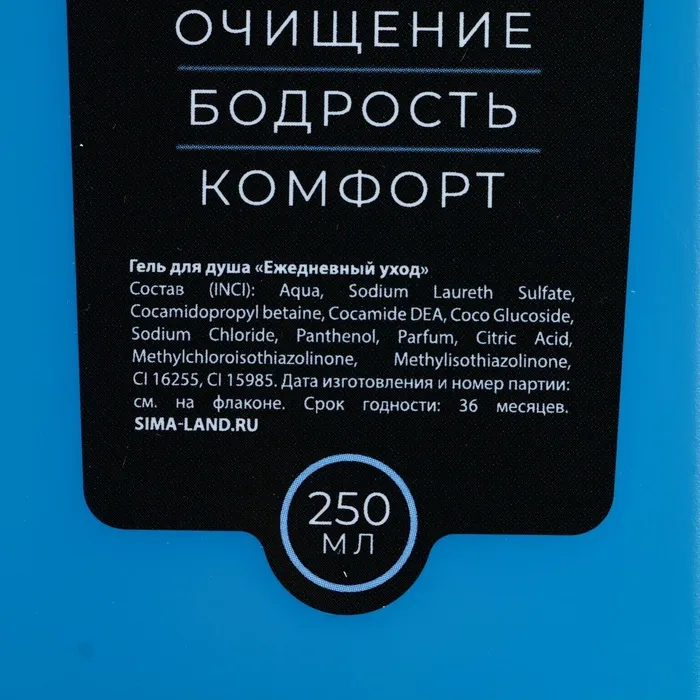 ОЧИЩЕНИЕ
БОДРОСТЬ
КОМФОРТ
Гель для душа «Ежедневный уход»
Состав (INCI): Aqua, Sodium Laureth Sulfate,
Cocamidopropyl betaine, Cocamide DEA, Coco Glucoside,
Sodium Chloride, Panthenol, Parfum, Citric Acid,
Methylchloroisothiazolinone, Methylisothiazolinone,
CI 16255, CI 15985. Дата изготовления и номер партии:
см. на флаконе. Срок годности: 36 месяцев.
SIMA-LAND.RU
250
МЛ